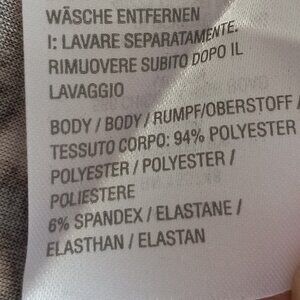 WÄSCHE ENTFERNEN
I: LAVARE SEPARATAMENTE.
RIMUOVERE SUBITO DOPO IL
LAVAGGIO
BODY / BODY / RUMPF/OBERSTOFF /
TESSUTO CORPO: 94% POLYESTER
POLYESTER / POLYESTER /
POLIESTERE
6% SPANDEX / ELASTANE /
ELASTHAN / ELASTAN